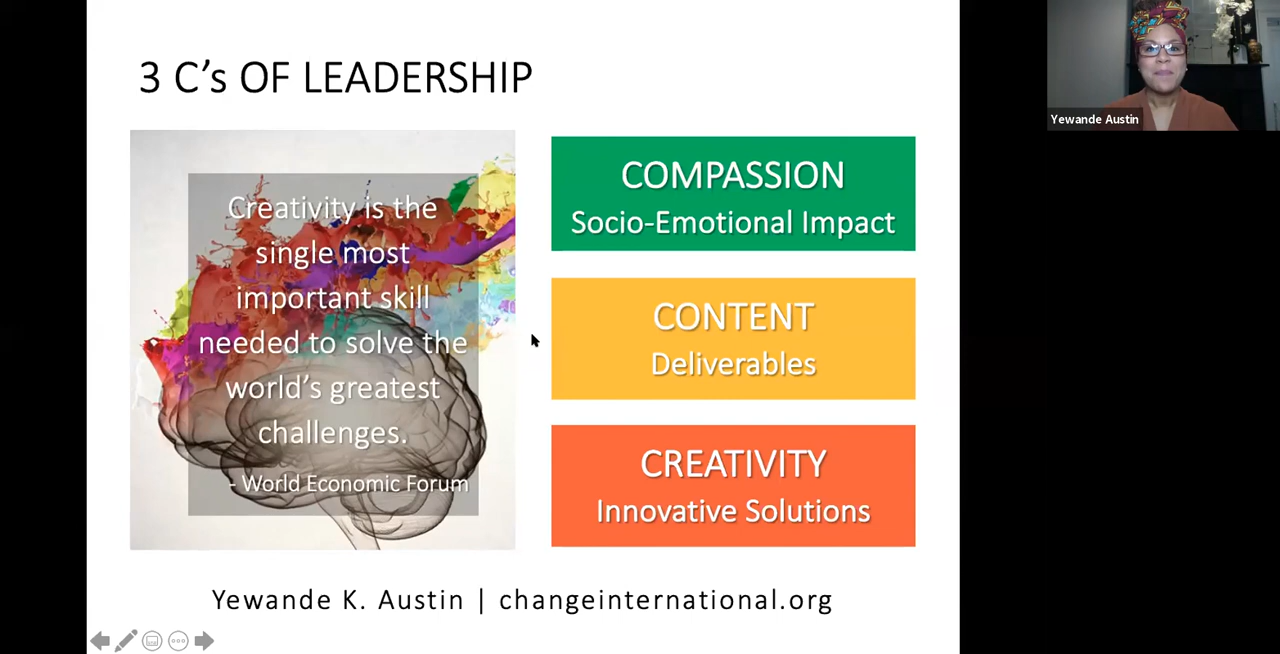 3 C’s OF LEADERSHIP
Creativity is the
single most
important skill
needed to solve the
world’s greatest
challenges.
- World Economic Forum
COMPASSION
Socio-Emotional Impact
CONTENT
Deliverables
CREATIVITY
Innovative Solutions
Yewande K. Austin | changeinternational.org
Yewande Austin